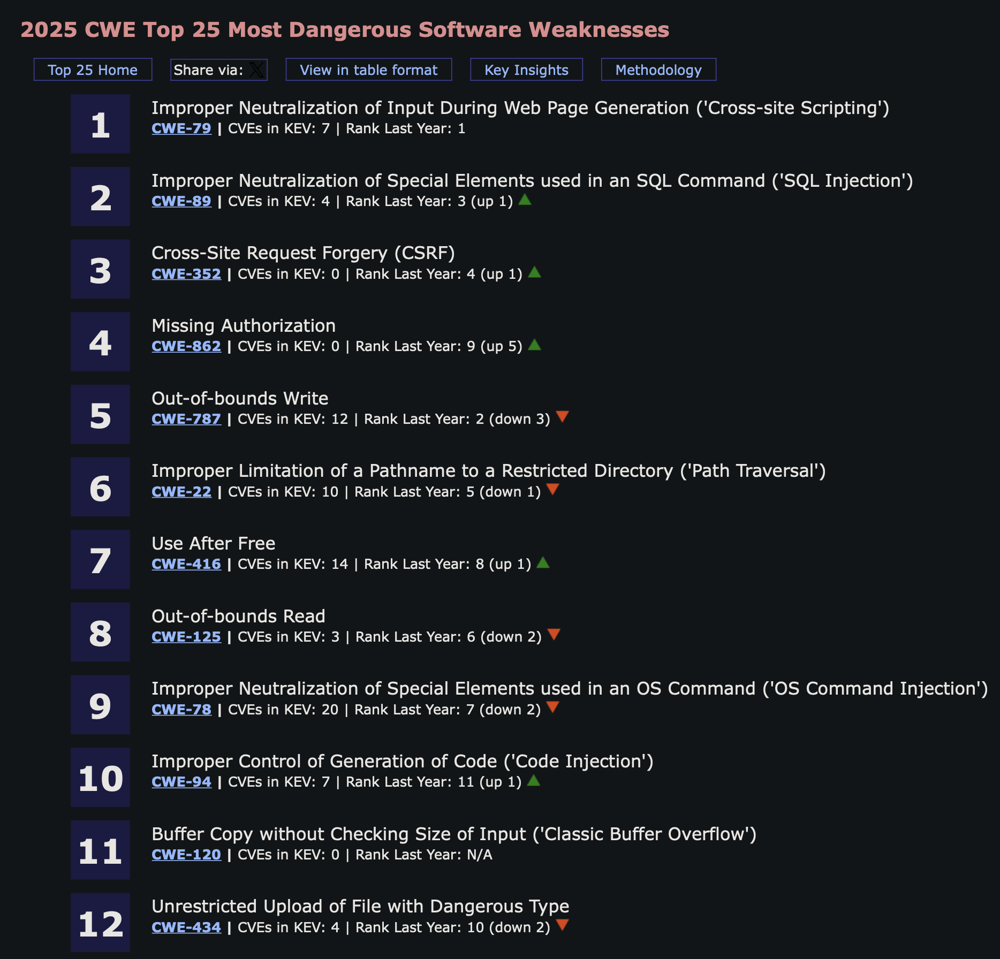 2025 CWE Top 25 Most Dangerous Software Weaknesses
Top 25 Home
Share via: 𝕏
View in table format
Key Insights
Methodology
1
Improper Neutralization of Input During Web Page Generation ('Cross-site Scripting')
CWE-79 | CVEs in KEV: 7 | Rank Last Year: 1
2
Improper Neutralization of Special Elements used in an SQL Command ('SQL Injection')
CWE-89 | CVEs in KEV: 4 | Rank Last Year: 3 (up 1) ▲
3
Cross-Site Request Forgery (CSRF)
CWE-352 | CVEs in KEV: 0 | Rank Last Year: 4 (up 1) ▲
4
Missing Authorization
CWE-862 | CVEs in KEV: 0 | Rank Last Year: 9 (up 5) ▲
5
Out-of-bounds Write
CWE-787 | CVEs in KEV: 12 | Rank Last Year: 2 (down 3) ▼
6
Improper Limitation of a Pathname to a Restricted Directory ('Path Traversal')
CWE-22 | CVEs in KEV: 10 | Rank Last Year: 5 (down 1) ▼
7
Use After Free
CWE-416 | CVEs in KEV: 14 | Rank Last Year: 8 (up 1) ▲
8
Out-of-bounds Read
CWE-125 | CVEs in KEV: 3 | Rank Last Year: 6 (down 2) ▼
9
Improper Neutralization of Special Elements used in an OS Command ('OS Command Injection')
CWE-78 | CVEs in KEV: 20 | Rank Last Year: 7 (down 2) ▼
10
Improper Control of Generation of Code ('Code Injection')
CWE-94 | CVEs in KEV: 7 | Rank Last Year: 11 (up 1) ▲
11
Buffer Copy without Checking Size of Input ('Classic Buffer Overflow')
CWE-120 | CVEs in KEV: 0 | Rank Last Year: N/A
12
Unrestricted Upload of File with Dangerous Type
CWE-434 | CVEs in KEV: 4 | Rank Last Year: 10 (down 2) ▼